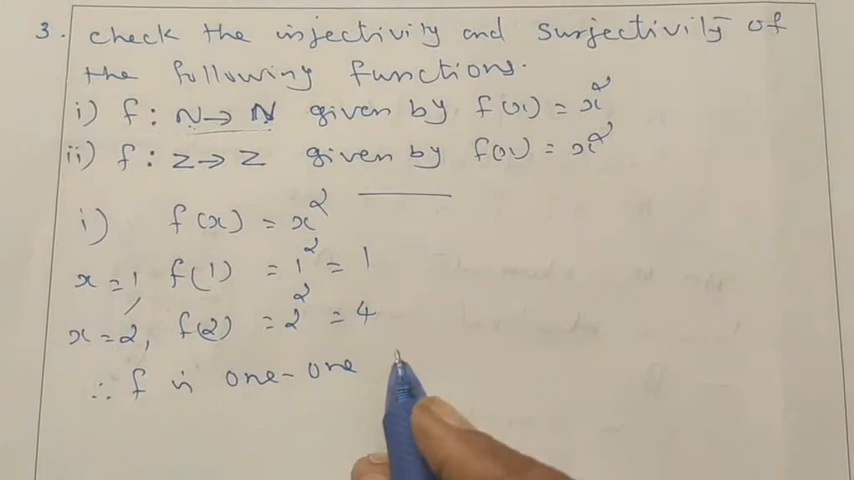 3. check the injectivity and surjectivity of
the following functions.
i) f : N → N given by f(x) = x²
ii) f : Z → Z given by f(x) = x²
i) f(x) = x²
x = 1, f(1) = 1² = 1
x = 2, f(2) = 2² = 4
∴ f is one-one